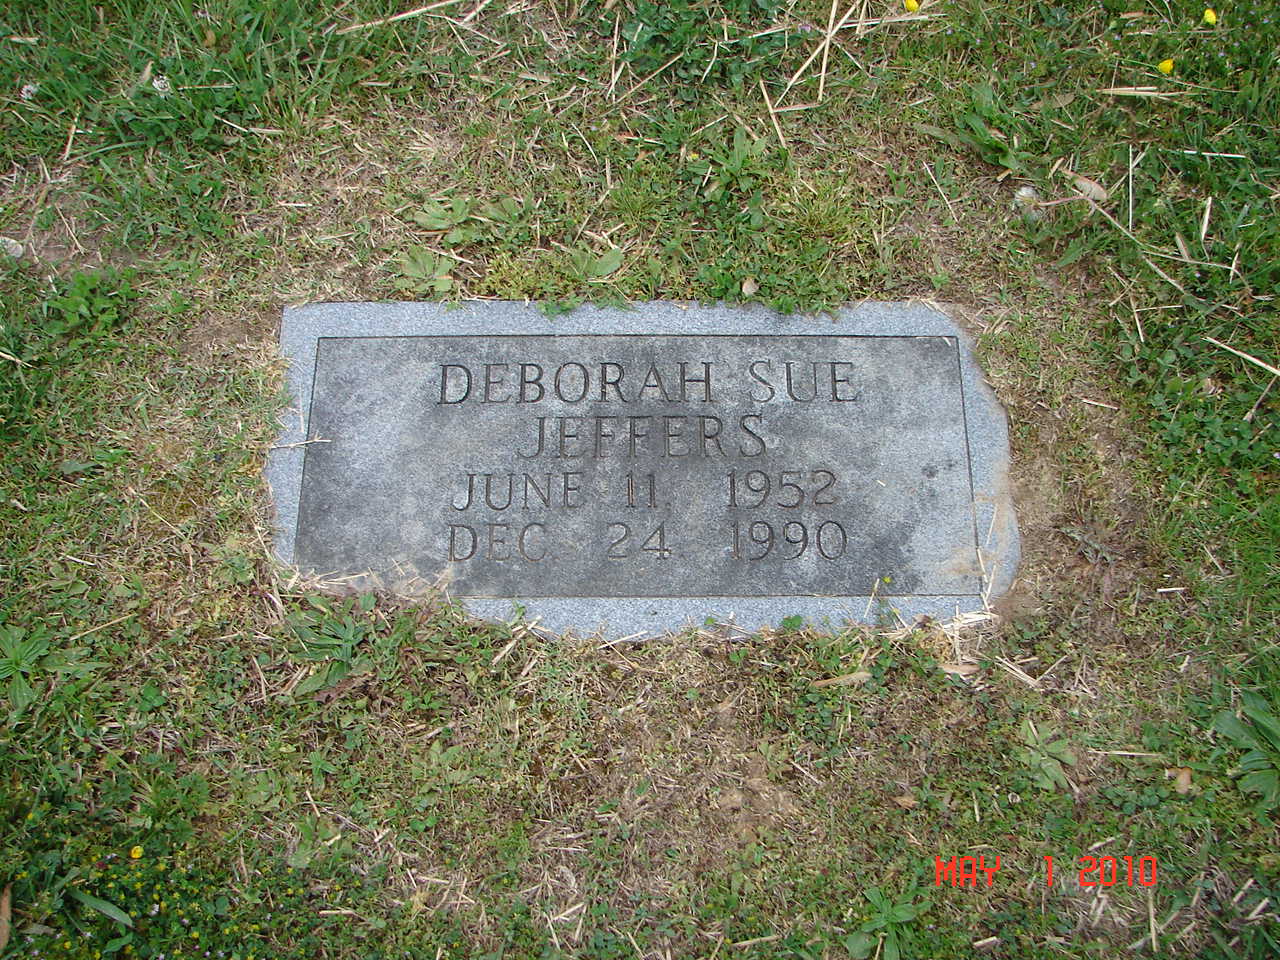 DEBORAH SUE
JEFFERS
JUNE 11, 1952
DEC. 24 1990
MAY 1 2010